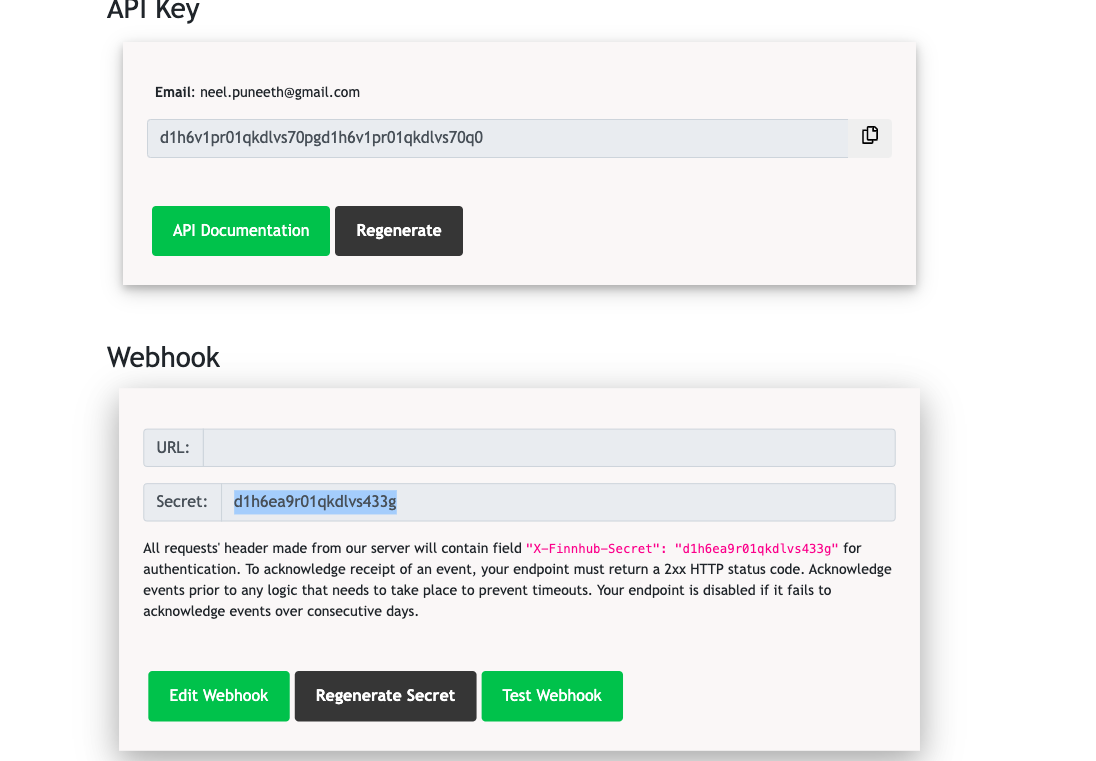 API Key
Email: neel.puneeth@gmail.com
d1h6v1pr01qkdlvs70pgd1h6v1pr01qkdlvs70q0
API Documentation
Regenerate
Webhook
URL:
Secret: d1h6ea9r01qkdlvs433g
All requests' header made from our server will contain field "X-Finnhub-Secret": "d1h6ea9r01qkdlvs433g" for
authentication. To acknowledge receipt of an event, your endpoint must return a 2xx HTTP status code. Acknowledge
events prior to any logic that needs to take place to prevent timeouts. Your endpoint is disabled if it fails to
acknowledge events over consecutive days.
Edit Webhook
Regenerate Secret
Test Webhook